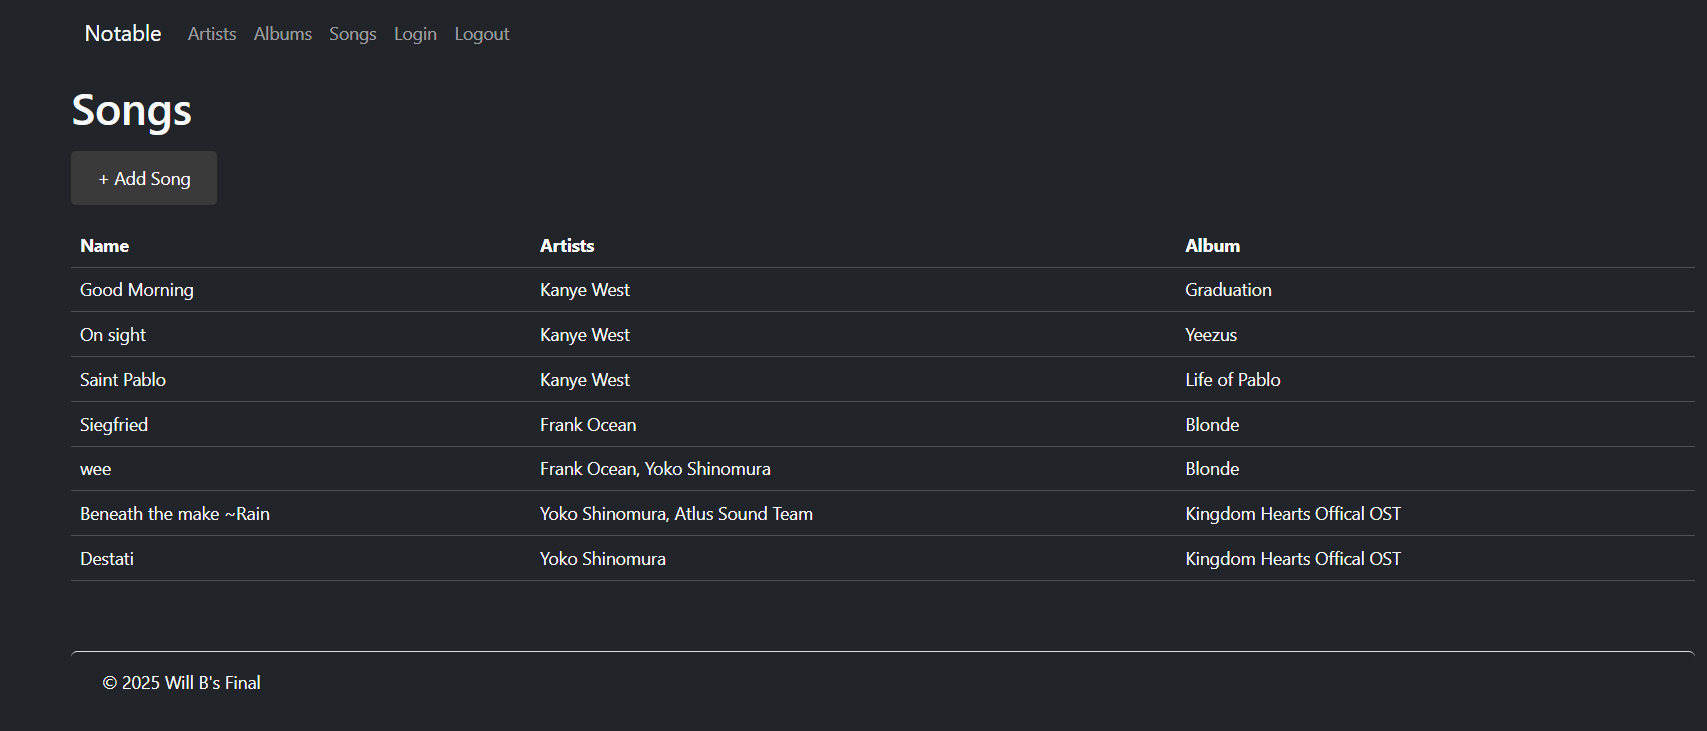 Notable Artists Albums Songs Login Logout
Songs
+ Add Song
Name Artists Album
Good Morning Kanye West Graduation
On sight Kanye West Yeezus
Saint Pablo Kanye West Life of Pablo
Siegfried Frank Ocean Blonde
wee Frank Ocean, Yoko Shinomura Blonde
Beneath the make ~Rain Yoko Shinomura, Atlus Sound Team Kingdom Hearts Offical OST
Destati Yoko Shinomura Kingdom Hearts Offical OST
© 2025 Will B's Final